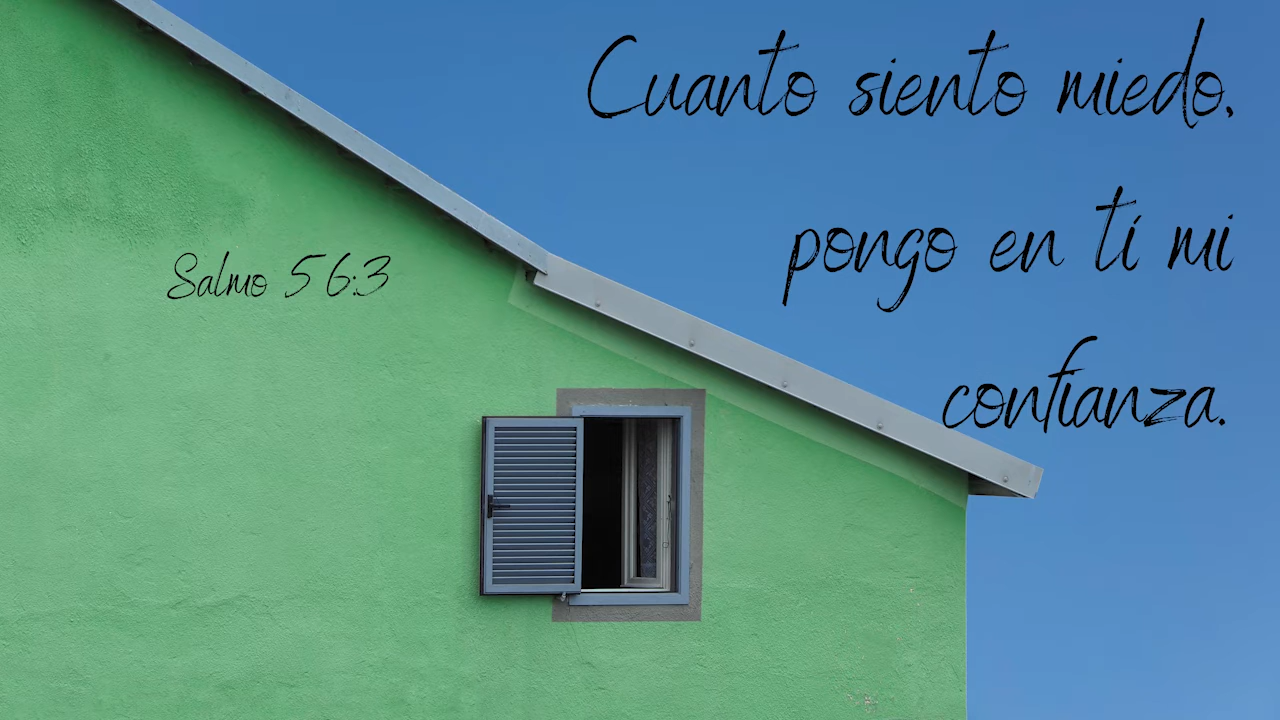 Cuanto siento miedo,
pongo en tí mi
confianza.
Salmo 56:3